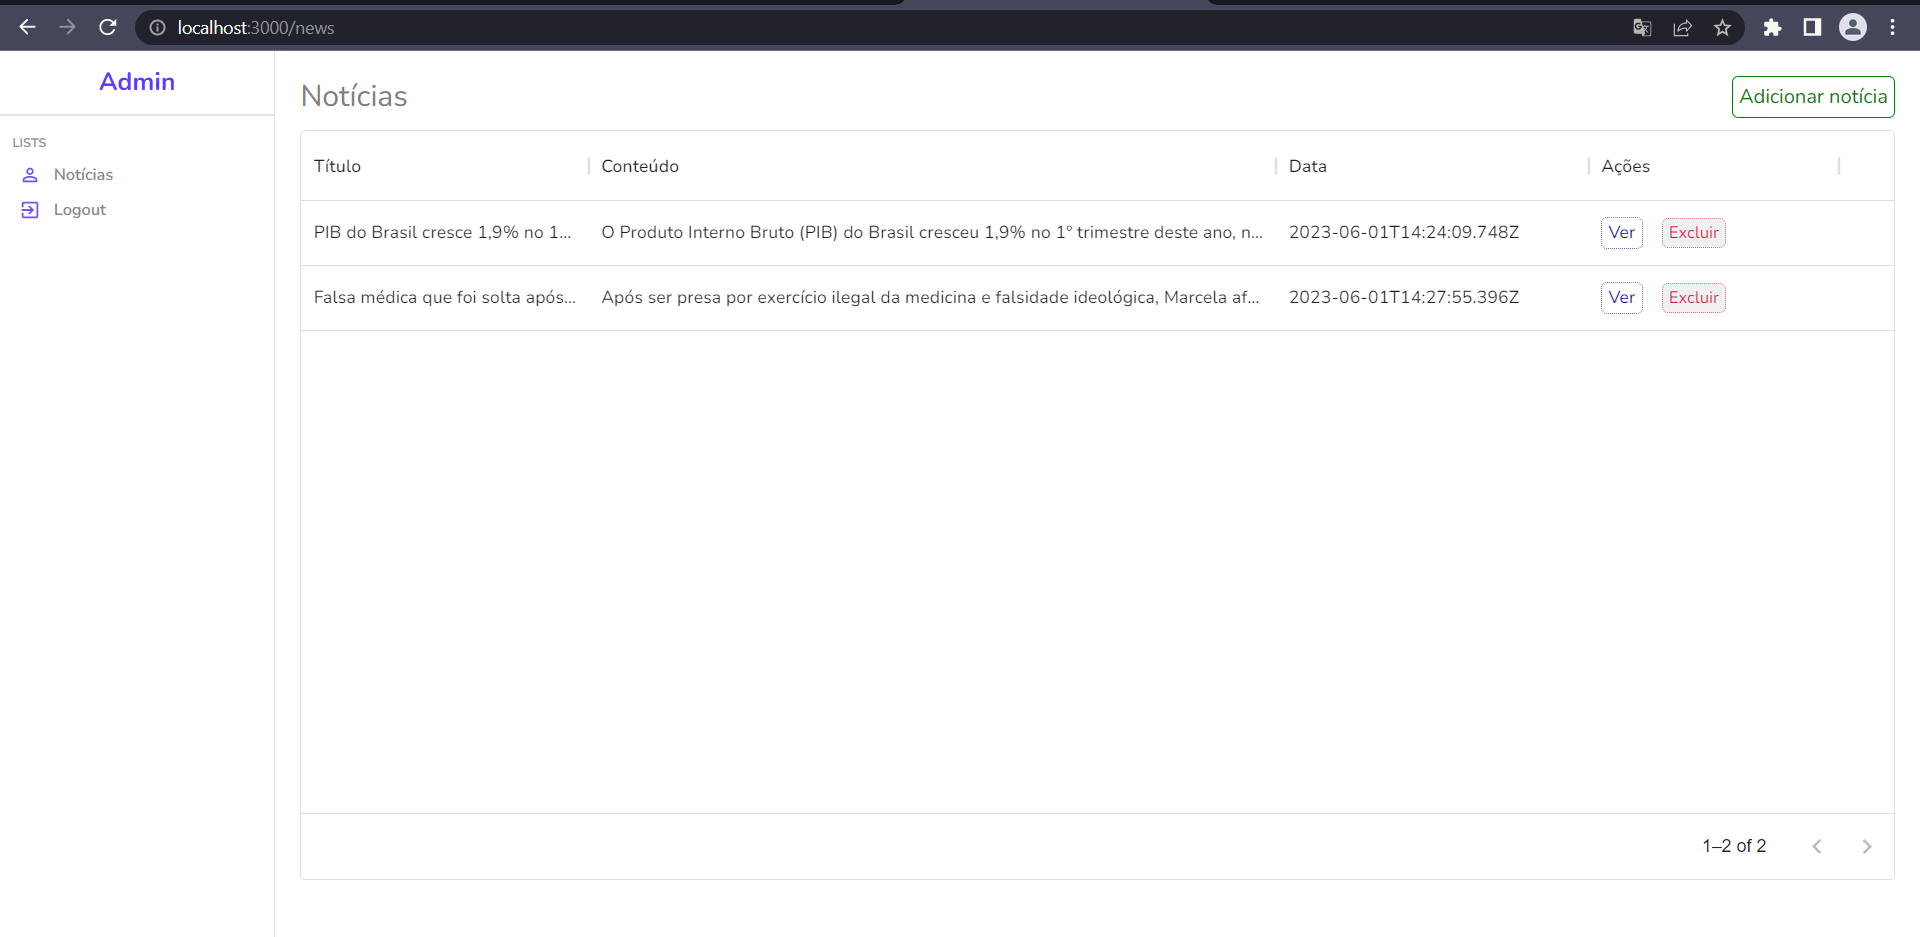 localhost:3000/news
Admin
LISTS
Notícias
Logout
Notícias
Adicionar notícia
Título Conteúdo Data Ações
PIB do Brasil cresce 1,9% no 1... O Produto Interno Bruto (PIB) do Brasil cresceu 1,9% no 1º trimestre deste ano, n... 2023-06-01T14:24:09.748Z Ver Excluir
Falsa médica que foi solta após... Após ser presa por exercício ilegal da medicina e falsidade ideológica, Marcela af... 2023-06-01T14:27:55.396Z Ver Excluir
1–2 of 2